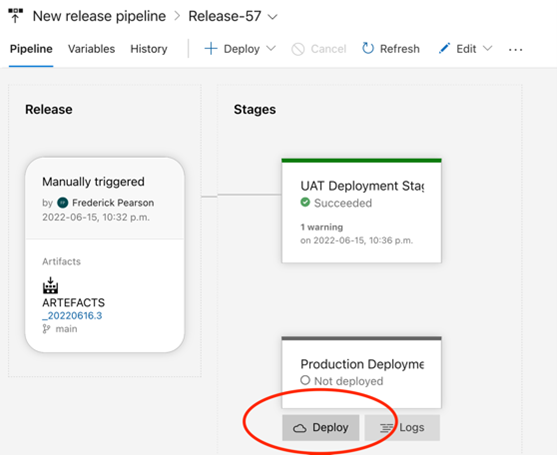 New release pipeline > Release-57
Pipeline Variables History + Deploy Cancel Refresh Edit ...
Release
Stages
Manually triggered
by FP Frederick Pearson
2022-06-15, 10:32 p.m.
Artifacts
ARTEFACTS
_20220616.3
main
UAT Deployment Stag
Succeeded
1 warning
on 2022-06-15, 10:36 p.m.
Production Deployme
Not deployed
Deploy Logs